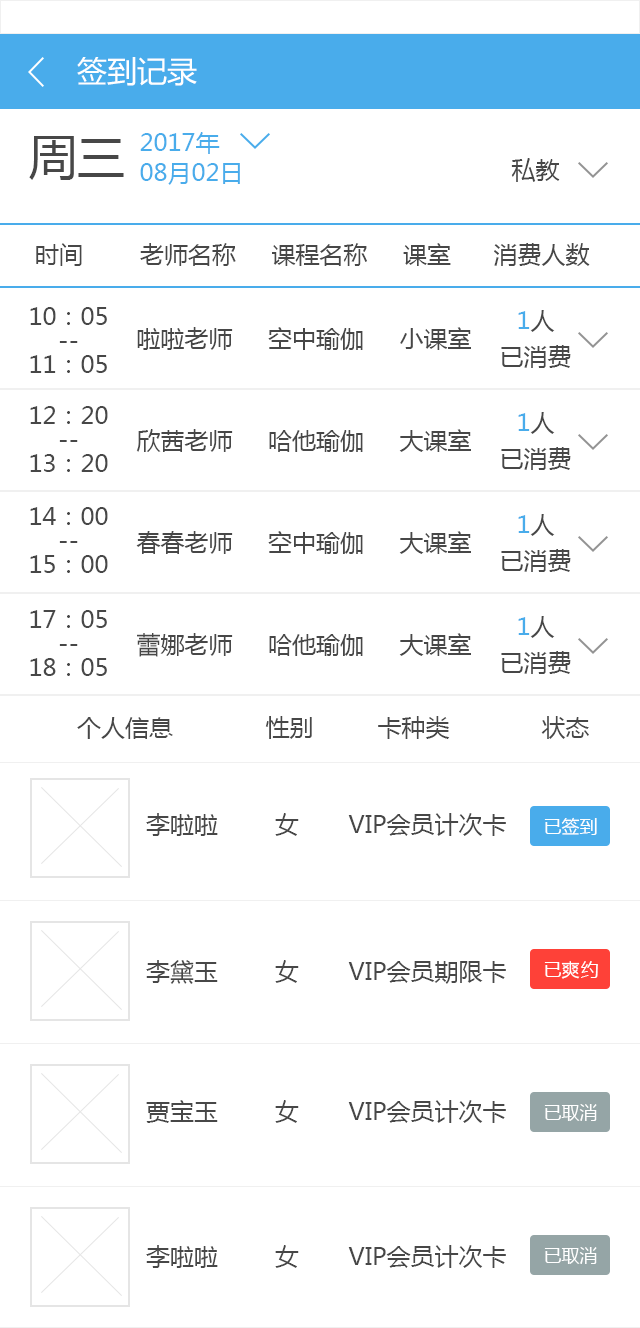 签到记录
周三 2017年
08月02日
私教
时间 老师名称 课程名称 课室 消费人数
10：05
--
11：05
啦啦老师 空中瑜伽 小课室
1人
已消费
12：20
--
13：20
欣茜老师 哈他瑜伽 大课室
1人
已消费
14：00
--
15：00
春春老师 空中瑜伽 大课室
1人
已消费
17：05
--
18：05
蕾娜老师 哈他瑜伽 大课室
1人
已消费
个人信息 性别 卡种类 状态
李啦啦 女 VIP会员计次卡 已签到
李黛玉 女 VIP会员期限卡 已爽约
贾宝玉 女 VIP会员计次卡 已取消
李啦啦 女 VIP会员计次卡 已取消